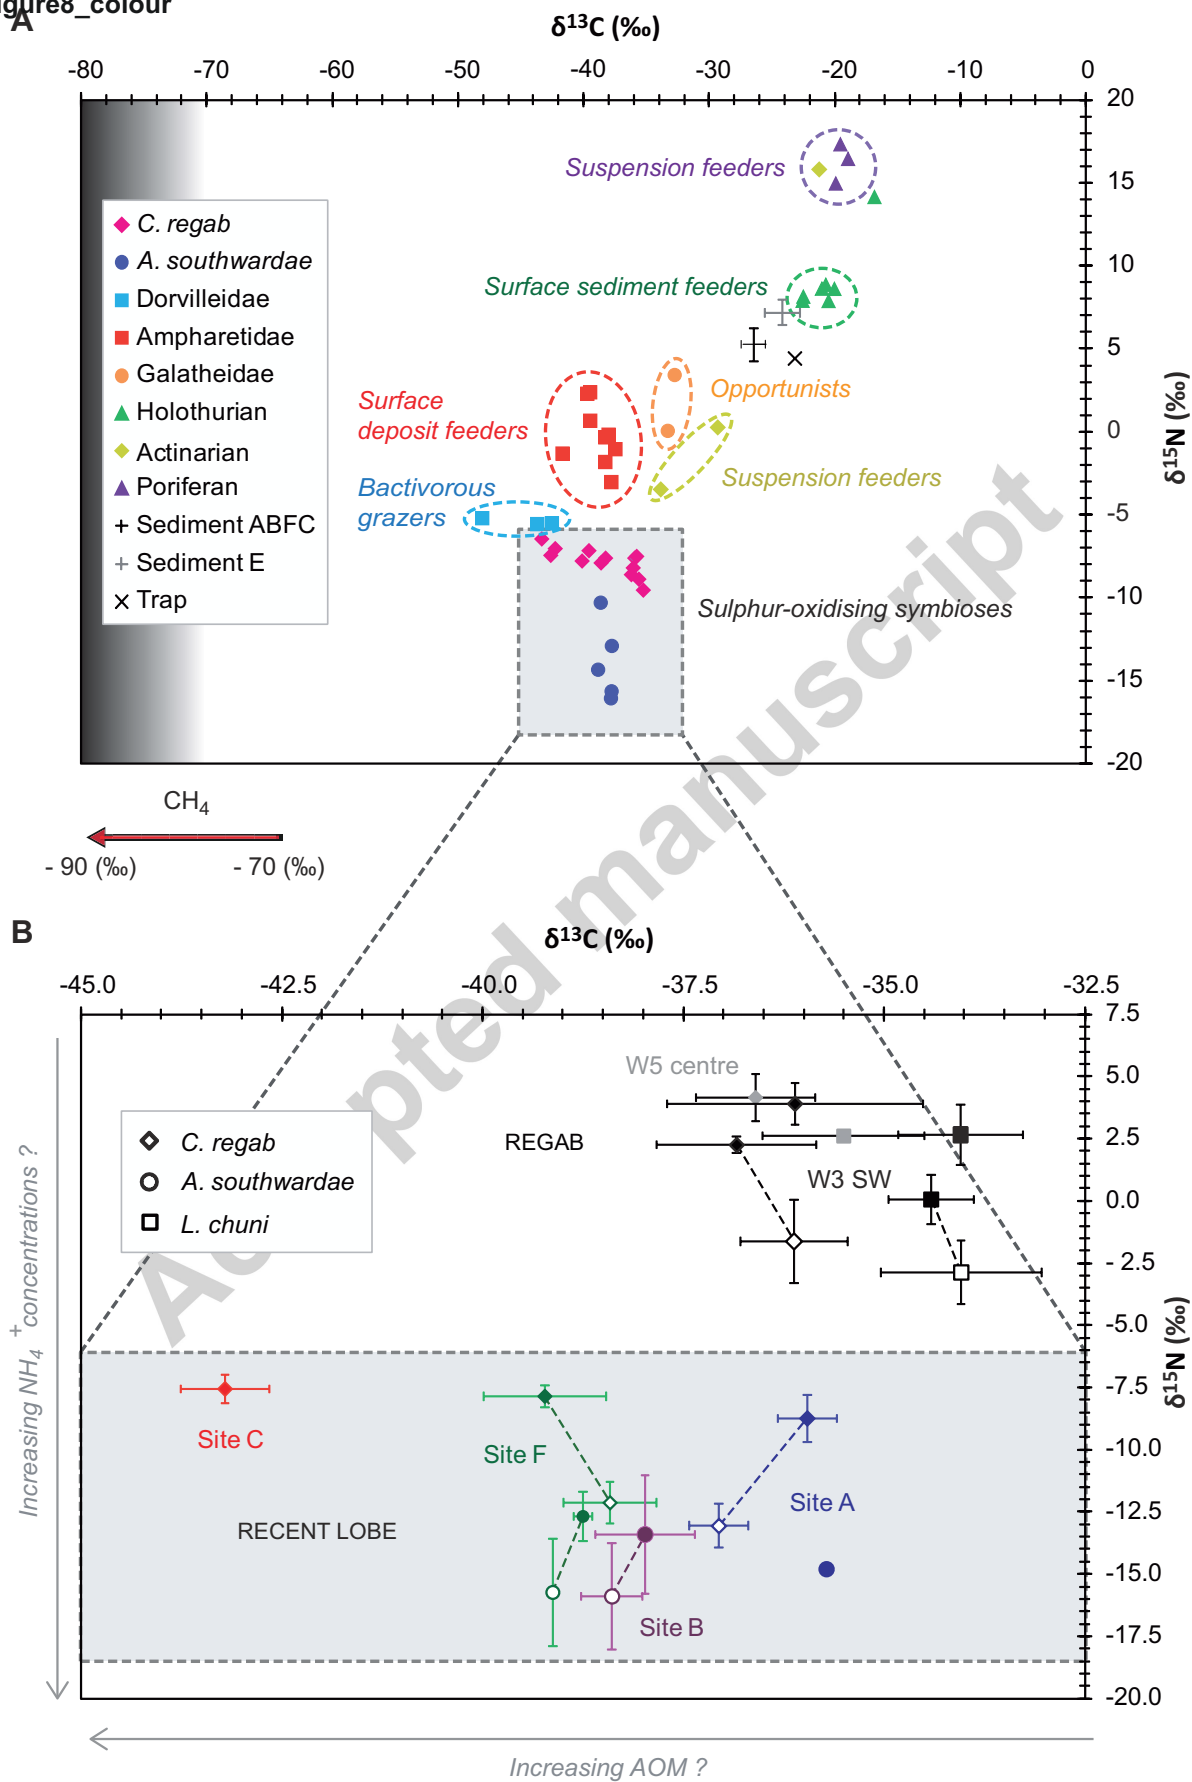 igure8_colour
A
δ13C (‰)
-80 -70 -60 -50 -40 -30 -20 -10 0
20
15
10
5
0
-5
-10
-15
-20
δ15N (‰)
Suspension feeders
Surface sediment feeders
Opportunists
Surface
deposit feeders
Suspension feeders
Bactivorous
grazers
Sulphur-oxidising symbioses
C. regab
A. southwardae
Dorvilleidae
Ampharetidae
Galatheidae
Holothurian
Actinarian
Poriferan
Sediment ABFC
Sediment E
Trap
CH4
- 90 (‰) - 70 (‰)
B
δ13C (‰)
-45.0 -42.5 -40.0 -37.5 -35.0 -32.5
7.5
5.0
2.5
0.0
- 2.5
-5.0
-7.5
-10.0
-12.5
-15.0
-17.5
-20.0
δ15N (‰)
W5 centre
REGAB
W3 SW
C. regab
A. southwardae
L. chuni
Site C
Site F
Site A
RECENT LOBE
Site B
Increasing NH4+concentrations ?
Increasing AOM ?
Accepted manuscript